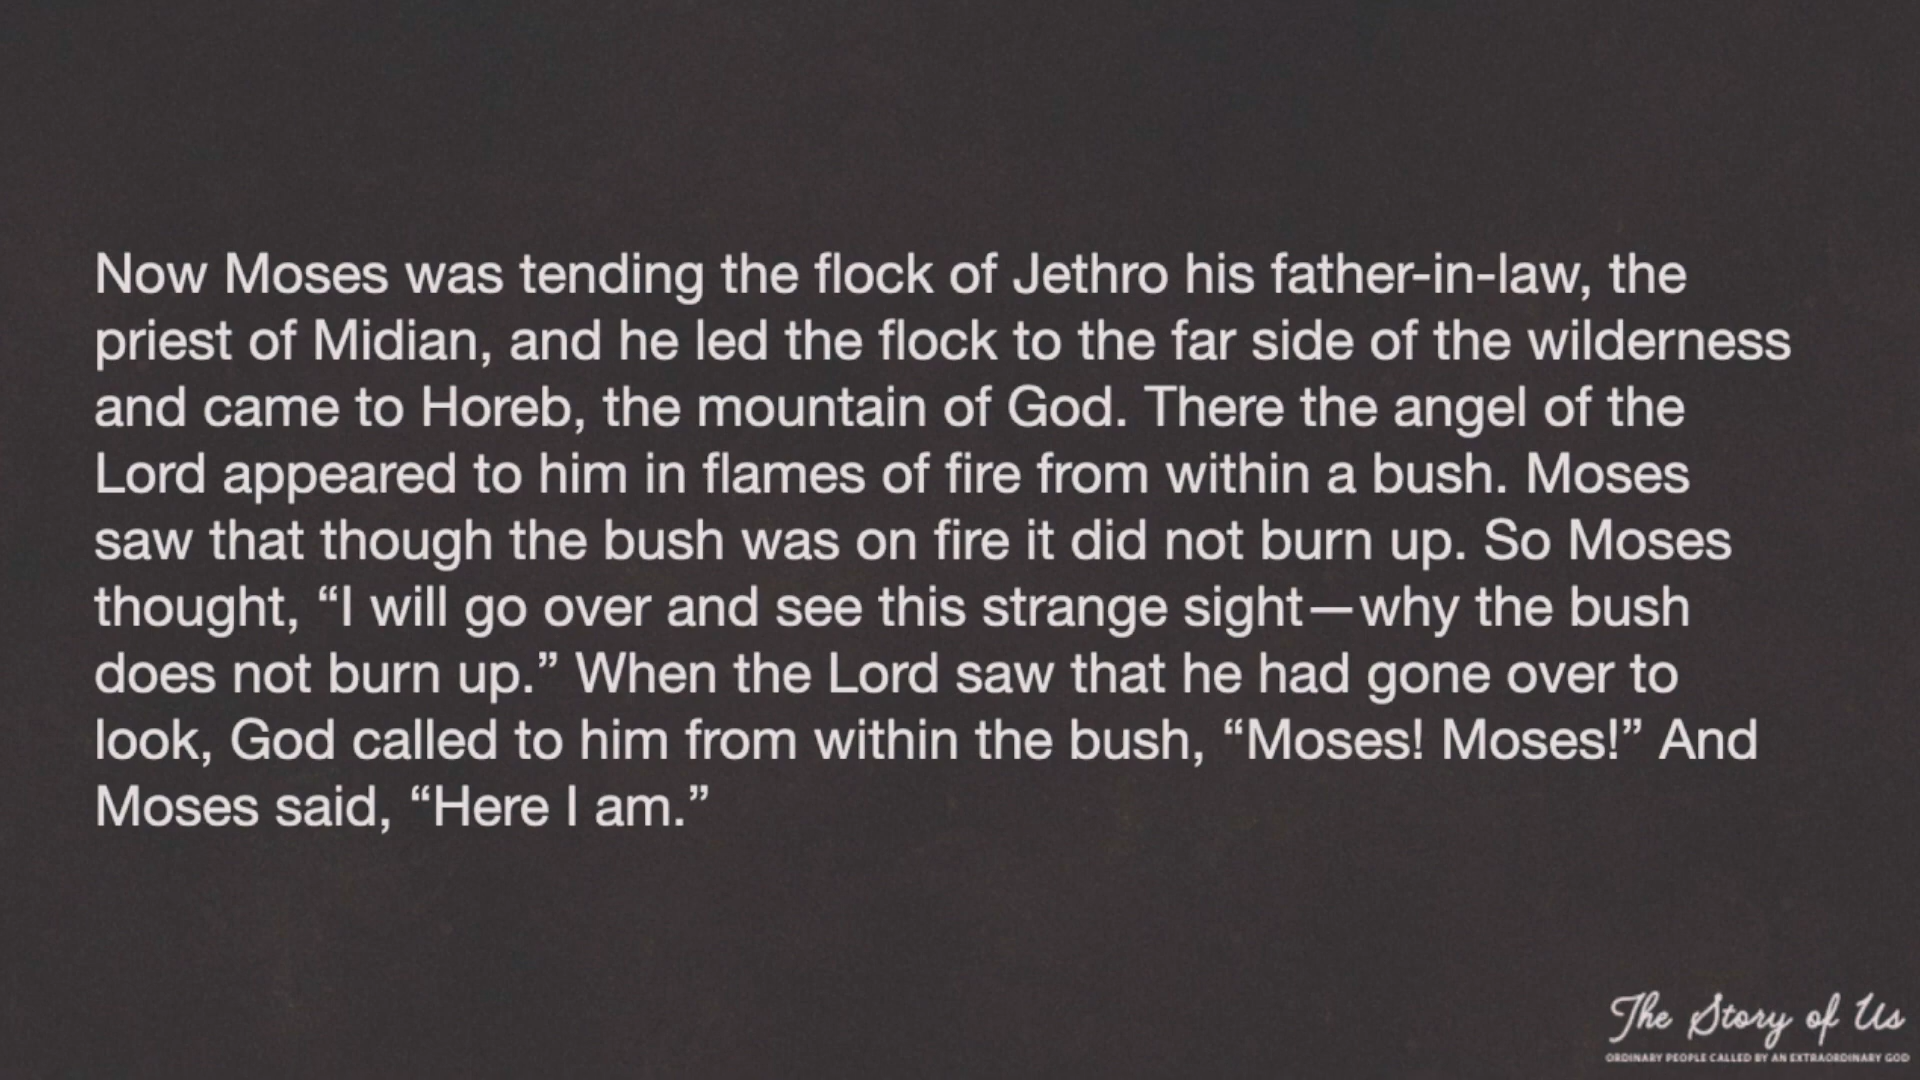 Now Moses was tending the flock of Jethro his father-in-law, the
priest of Midian, and he led the flock to the far side of the wilderness
and came to Horeb, the mountain of God. There the angel of the
Lord appeared to him in flames of fire from within a bush. Moses
saw that though the bush was on fire it did not burn up. So Moses
thought, “I will go over and see this strange sight—why the bush
does not burn up.” When the Lord saw that he had gone over to
look, God called to him from within the bush, “Moses! Moses!” And
Moses said, “Here I am.”
The Story of Us
ORDINARY PEOPLE CALLED BY AN EXTRAORDINARY GOD